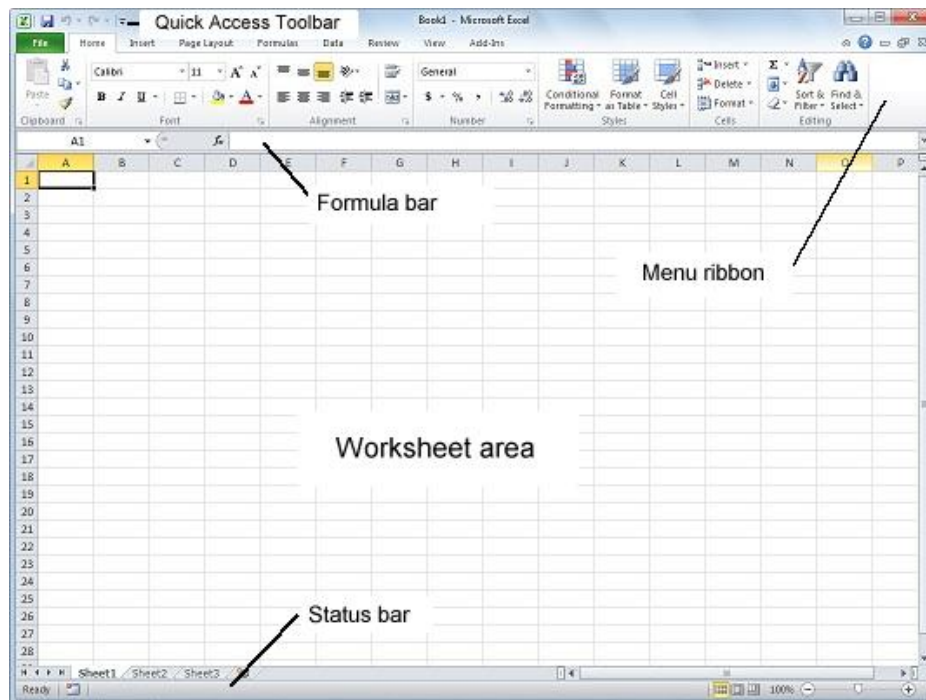 Quick Access Toolbar
Book1 - Microsoft Excel
File Home Insert Page Layout Formulas Data Review View Add-Ins
Paste
Calibri 11
General
Insert
Σ
B I U
A A
$ % ,
Conditional Formatting
Format as Table
Cell Styles
Delete
Format
Sort & Filter
Find & Select
Clipboard Font Alignment Number Styles Cells Editing
A1 fx
A B C D E F G H I J K L M N O P
1
2
3
Formula bar
4
5
6
Menu ribbon
7
8
9
10
11
12
13
14
15
16
Worksheet area
17
18
19
20
21
22
23
24
25
26
Status bar
27
28
Sheet1 Sheet2 Sheet3
Ready 100%